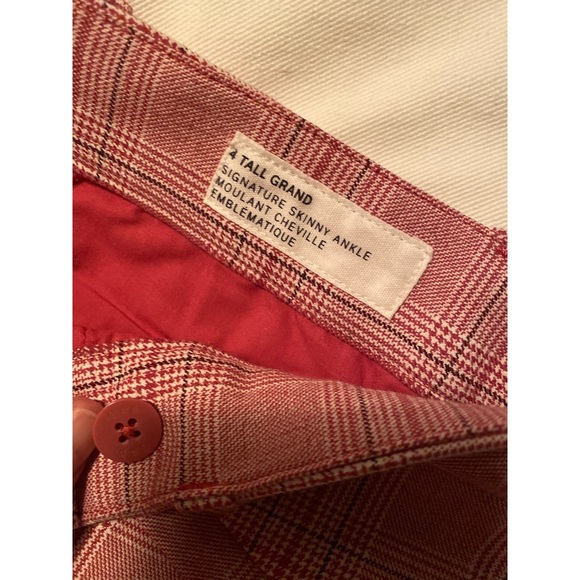 4 TALL GRAND
SIGNATURE SKINNY ANKLE
MOULANT CHEVILLE
EMBLÉMATIQUE